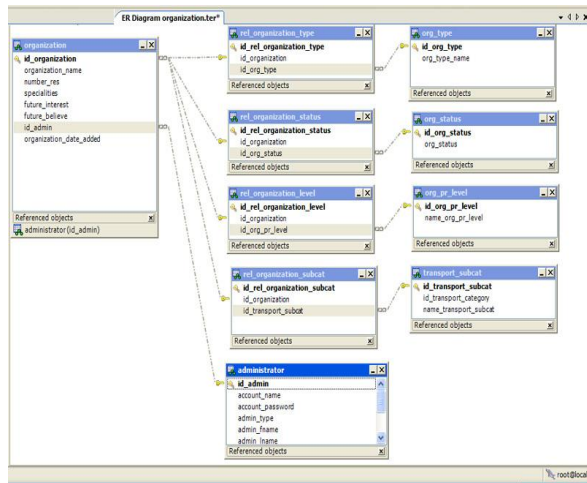 ER Diagram organization.ter*
organization
id_organization
organization_name
number_res
specialities
future_interest
future_believe
id_admin
organization_date_added
Referenced objects
administrator(id_admin)
rel_organization_type
id_rel_organization_type
id_organization
id_org_type
Referenced objects
org_type
id_org_type
org_type_name
Referenced objects
rel_organization_status
id_rel_organization_status
id_organization
id_org_status
Referenced objects
org_status
id_org_status
org_status
Referenced objects
rel_organization_level
id_rel_organization_level
id_organization
id_org_pr_level
Referenced objects
org_pr_level
id_org_pr_level
name_org_pr_level
Referenced objects
rel_organization_subcat
id_rel_organization_subcat
id_organization
id_transport_subcat
Referenced objects
transport_subcat
id_transport_subcat
id_transport_category
name_transport_subcat
Referenced objects
administrator
id_admin
account_name
account_password
admin_type
admin_fname
admin_lname
Referenced objects
root@local